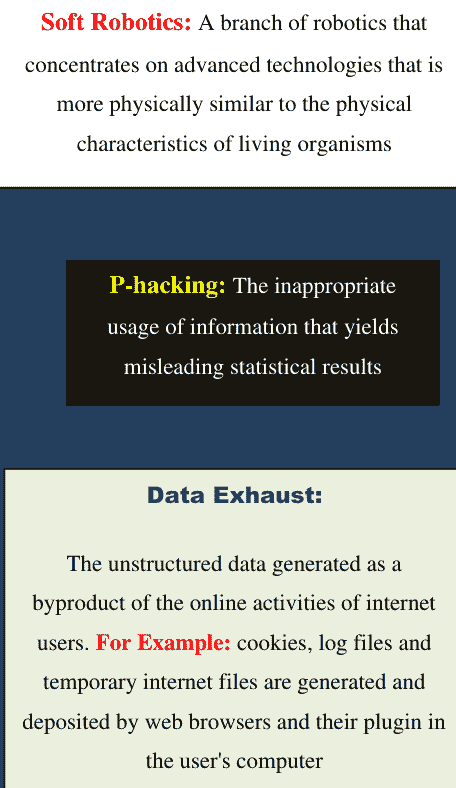 Soft Robotics: A branch of robotics that
concentrates on advanced technologies that is
more physically similar to the physical
characteristics of living organisms
P-hacking: The inappropriate
usage of information that yields
misleading statistical results
Data Exhaust:
The unstructured data generated as a
byproduct of the online activities of internet
users. For Example: cookies, log files and
temporary internet files are generated and
deposited by web browsers and their plugin in
the user's computer